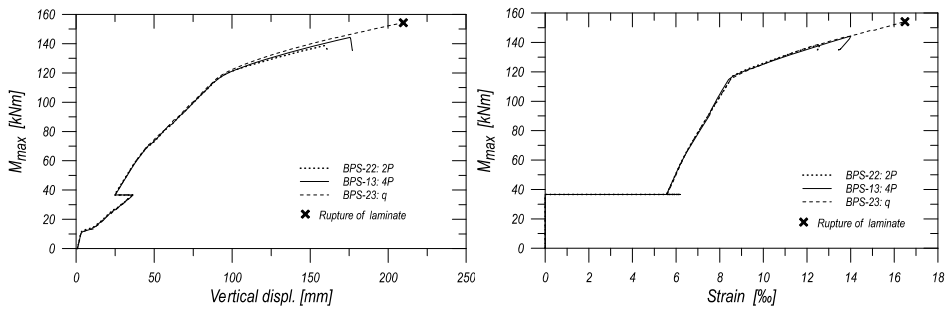 160
140
120
100
80
60
40
20
0
M max [kNm]
BPS-22: 2P
BPS-13: 4P
BPS-23: q
Rupture of laminate
0 50 100 150 200 250
Vertical displ. [mm]
160
140
120
100
80
60
40
20
0
M max [kNm]
BPS-22: 2P
BPS-13: 4P
BPS-23: q
Rupture of laminate
0 2 4 6 8 10 12 14 16 18
Strain [‰]